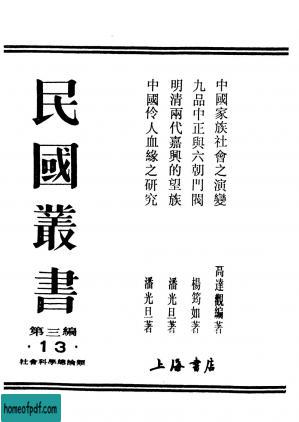 民國叢書
第三編
·13·
社會科學總論類
中國家族社會之演變 高達觀編著
九品中正與六朝門閥 楊筠如著
明清兩代嘉興的望族 潘光旦著
中國伶人血緣之研究 潘光旦著
上海書店
homeofpdf.com
homeofpdf.com